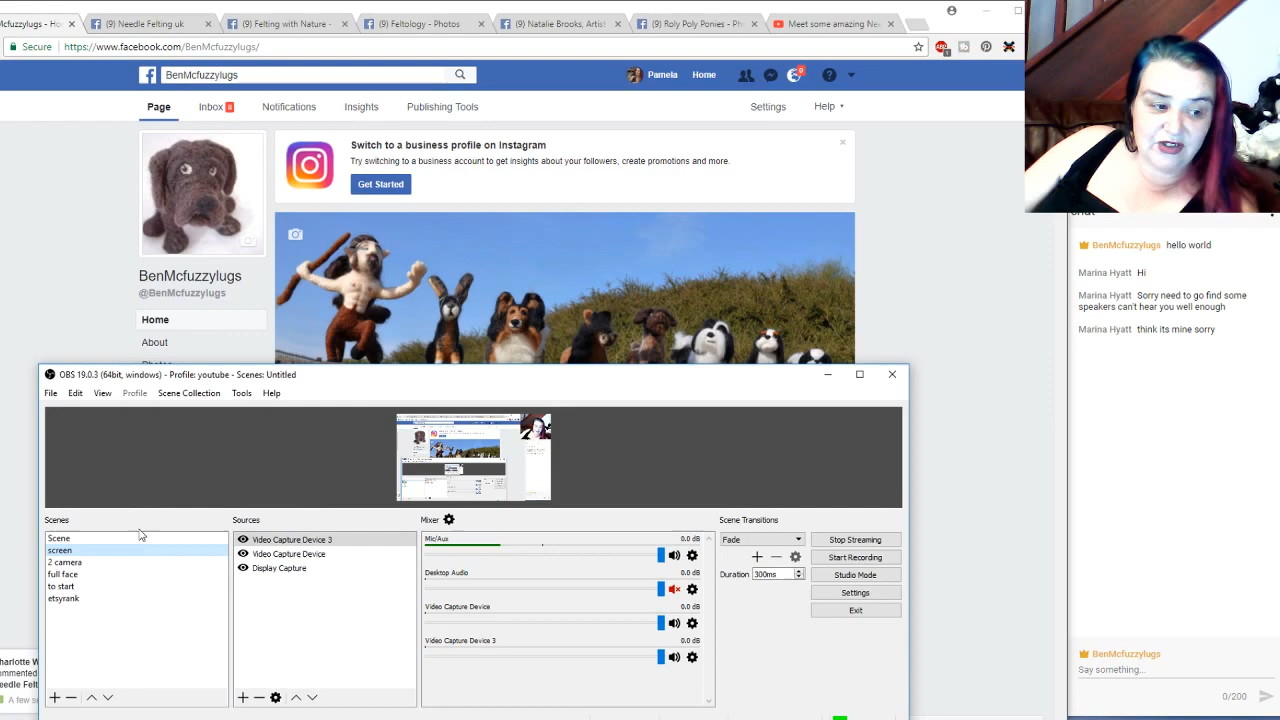 Mcfuzzylugs - H
(9) Needle Felting uk
(9) Felting with Nature -
(9) Feltology - Photos
(9) Natalie Brooks, Artist
(9) Roly Poly Ponies - Ph
Meet some amazing Ne
Secure
https://www.facebook.com/BenMcfuzzylugs/
BenMcfuzzylugs
Pamela
Home
Page
Inbox 8
Notifications
Insights
Publishing Tools
Settings
Help
Switch to a business profile on Instagram
Try switching to a business account to get insights about your followers, create promotions and more.
Get Started
BenMcfuzzylugs
@BenMcfuzzylugs
Home
About
BenMcfuzzylugs hello world
Marina Hyatt Hi
Marina Hyatt Sorry need to go find some
speakers can't hear you well enough
Marina Hyatt think its mine sorry
OBS 19.0.3 (64bit, windows) - Profile: youtube - Scenes: Untitled
File Edit View Profile Scene Collection Tools Help
Scenes
Scene
screen
2 camera
full face
to start
etsyrank
Sources
Video Capture Device 3
Video Capture Device
Display Capture
Mixer
Mic/Aux 0.0 dB
Desktop Audio 0.0 dB
Video Capture Device 0.0 dB
Video Capture Device 3 0.0 dB
Scene Transitions
Fade
Duration 300ms
Stop Streaming
Start Recording
Studio Mode
Settings
Exit
BenMcfuzzylugs
Say something...
0/200